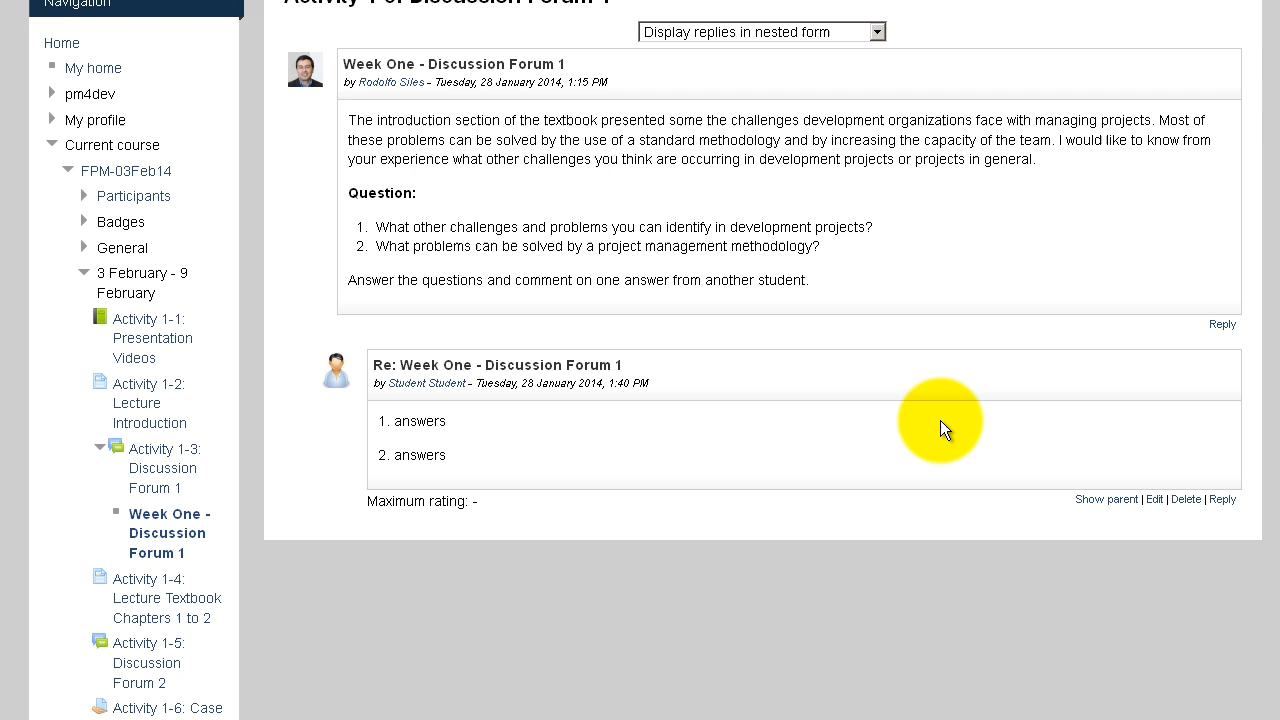 Navigation
Home
My home
pm4dev
My profile
Current course
FPM-03Feb14
Participants
Badges
General
3 February - 9
February
Activity 1-1:
Presentation
Videos
Activity 1-2:
Lecture
Introduction
Activity 1-3:
Discussion
Forum 1
Week One -
Discussion
Forum 1
Activity 1-4:
Lecture Textbook
Chapters 1 to 2
Activity 1-5:
Discussion
Forum 2
Activity 1-6: Case
Activity 1 of Discussion Forum 1
Display replies in nested form
Week One - Discussion Forum 1
by Rodolfo Siles - Tuesday, 28 January 2014, 1:15 PM
The introduction section of the textbook presented some the challenges development organizations face with managing projects. Most of
these problems can be solved by the use of a standard methodology and by increasing the capacity of the team. I would like to know from
your experience what other challenges you think are occurring in development projects or projects in general.
Question:
1. What other challenges and problems you can identify in development projects?
2. What problems can be solved by a project management methodology?
Answer the questions and comment on one answer from another student.
Reply
Re: Week One - Discussion Forum 1
by Student Student - Tuesday, 28 January 2014, 1:40 PM
1. answers
2. answers
Maximum rating: -
Show parent | Edit | Delete | Reply